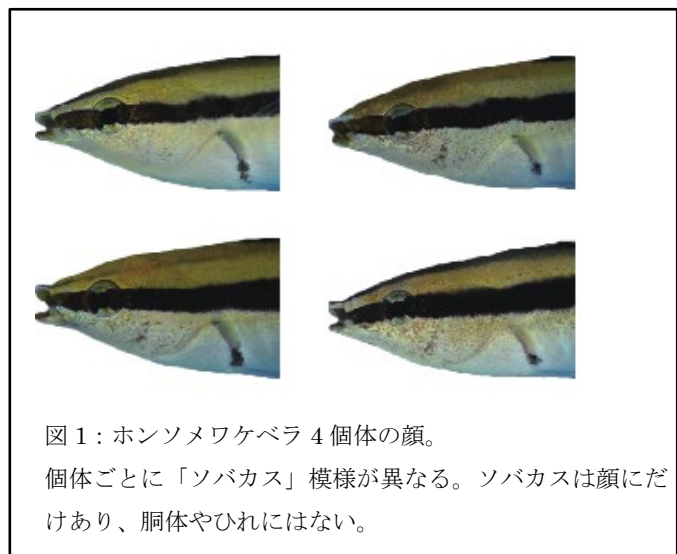 図 1：ホンソメワケベラ 4 個体の顔。
個体ごとに「ソバカス」模様が異なる。ソバカスは顔にだ
けあり、胴体やひれにはない。